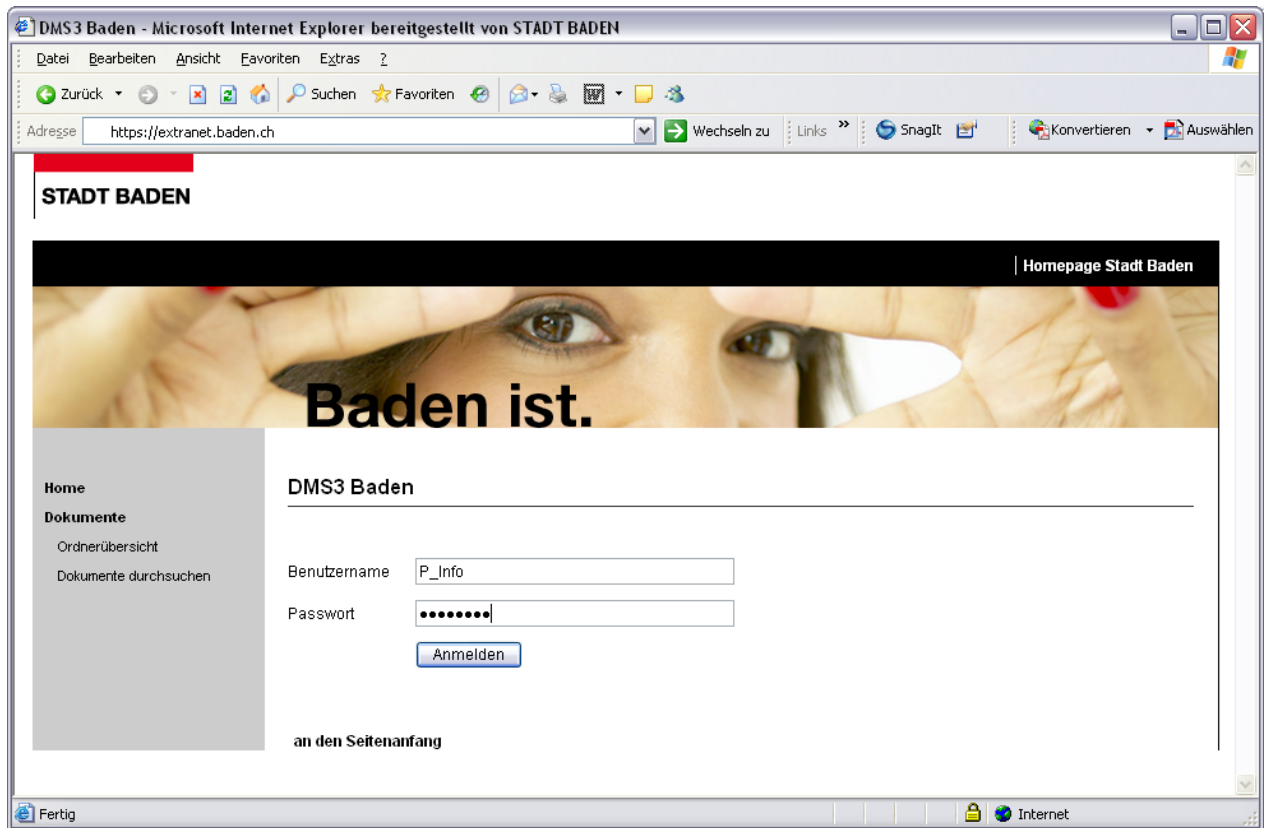 DMS3 Baden - Microsoft Internet Explorer bereitgestellt von STADT BADEN
Datei Bearbeiten Ansicht Favoriten Extras ?
Zurück Suchen Favoriten
Adresse https://extranet.baden.ch Wechseln zu Links » SnagIt Konvertieren Auswählen
STADT BADEN
Homepage Stadt Baden
Baden ist.
Home
DMS3 Baden
Dokumente
Ordnerübersicht
Dokumente durchsuchen
Benutzername P_Info
Passwort ••••••••
Anmelden
an den Seitenanfang
Fertig Internet